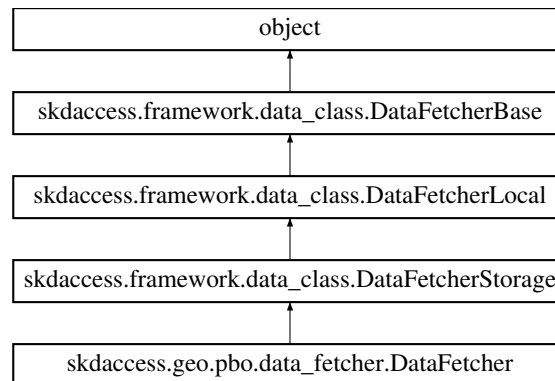 object
skdaccess.framework.data_class.DataFetcherBase
skdaccess.framework.data_class.DataFetcherLocal
skdaccess.framework.data_class.DataFetcherStorage
skdaccess.geo.pbo.data_fetcher.DataFetcher